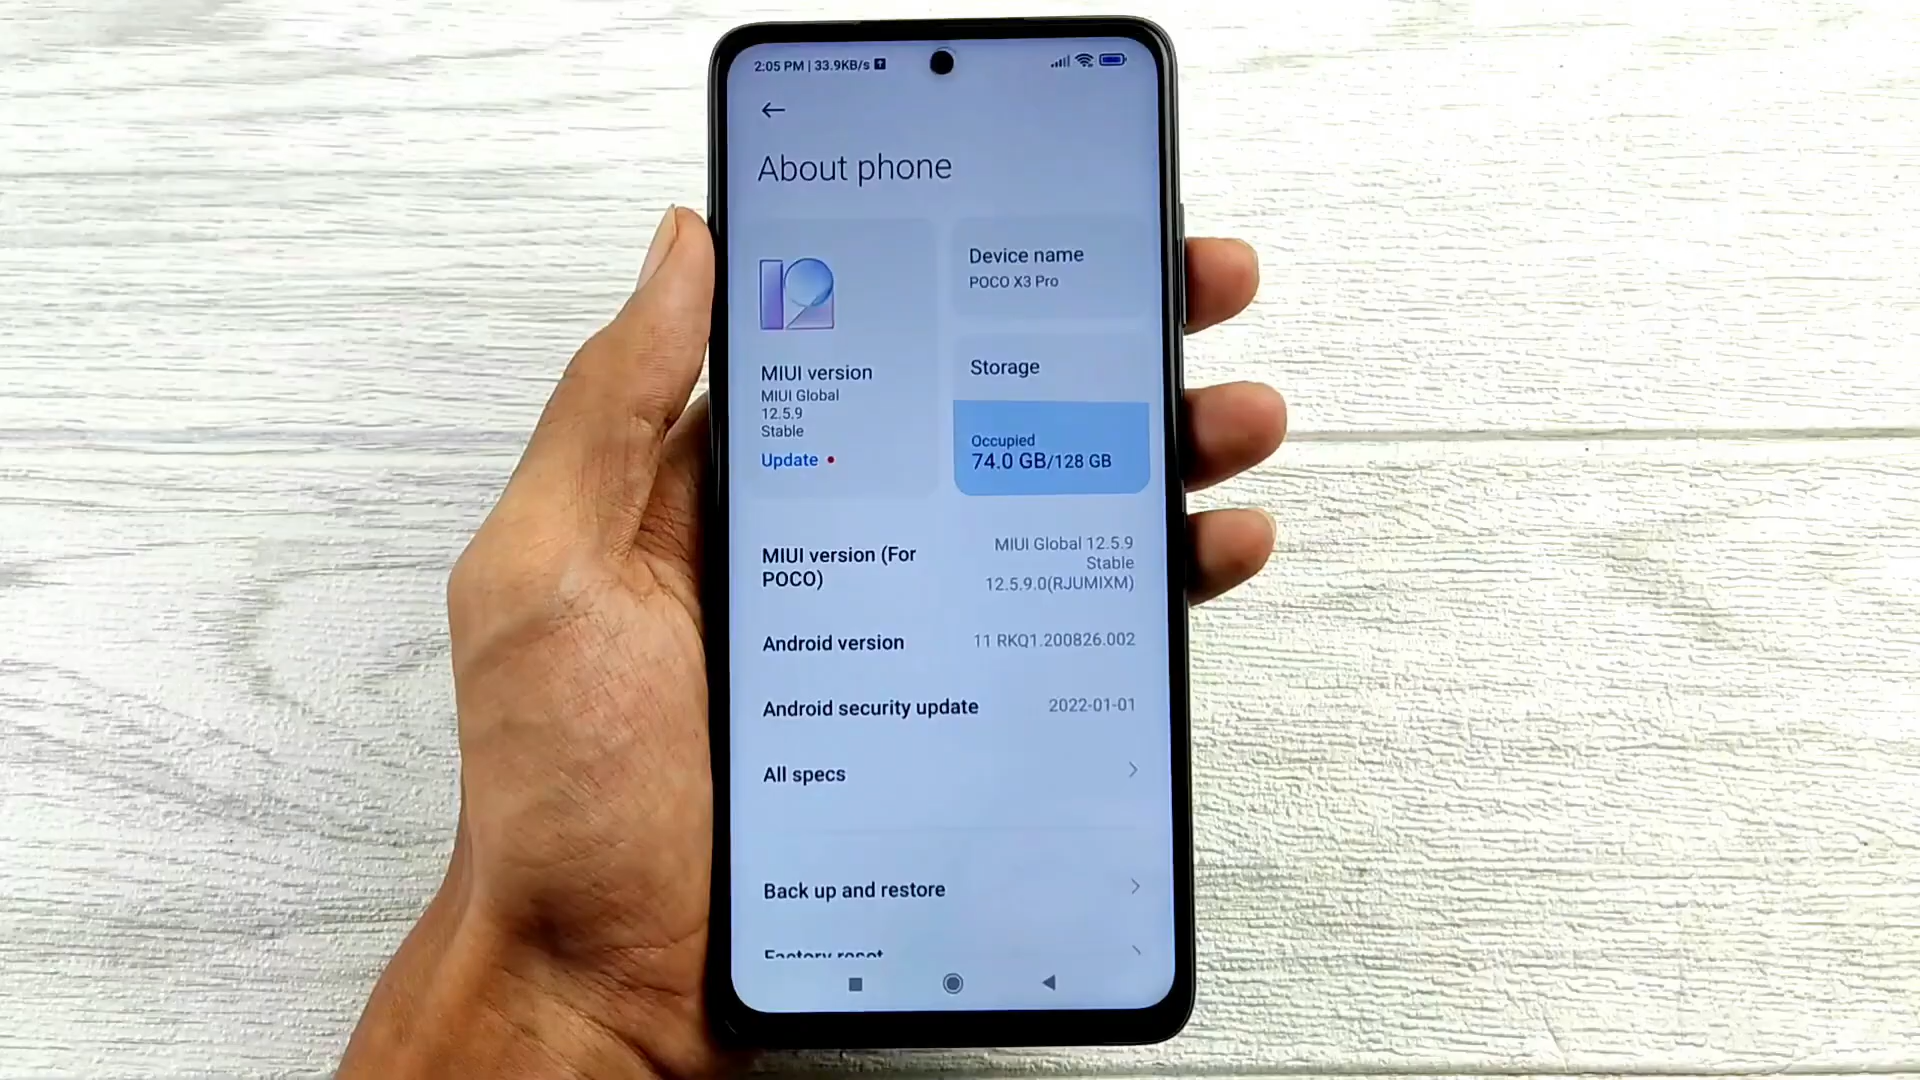 2:05 PM | 33.9KB/s
About phone
12
MIUI version
MIUI Global
12.5.9
Stable
Update
Device name
POCO X3 Pro
Storage
Occupied
74.0 GB/128 GB
MIUI version (For
POCO)
MIUI Global 12.5.9
Stable
12.5.9.0(RJUMIXM)
Android version
11 RKQ1.200826.002
Android security update
2022-01-01
All specs
Back up and restore
Factory reset